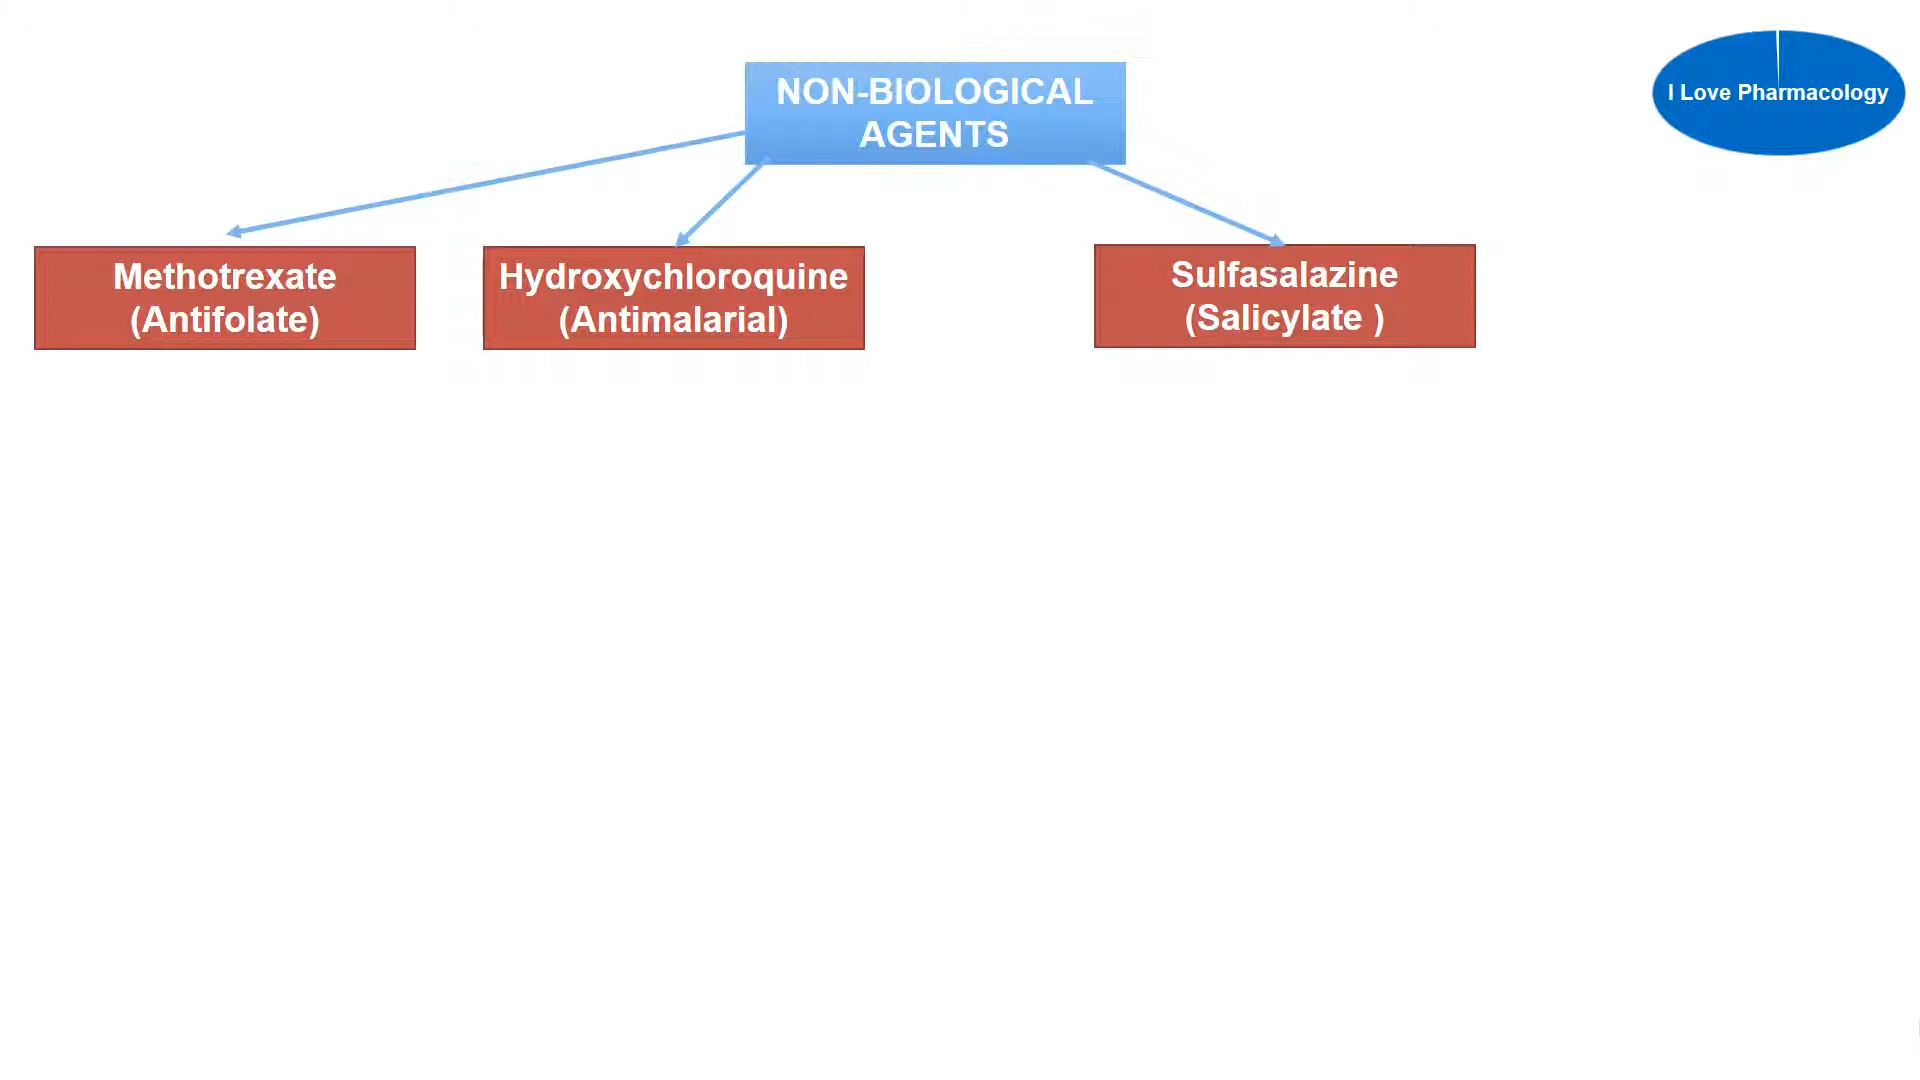 NON-BIOLOGICAL
AGENTS
I Love Pharmacology
Methotrexate
(Antifolate)
Hydroxychloroquine
(Antimalarial)
Sulfasalazine
(Salicylate )